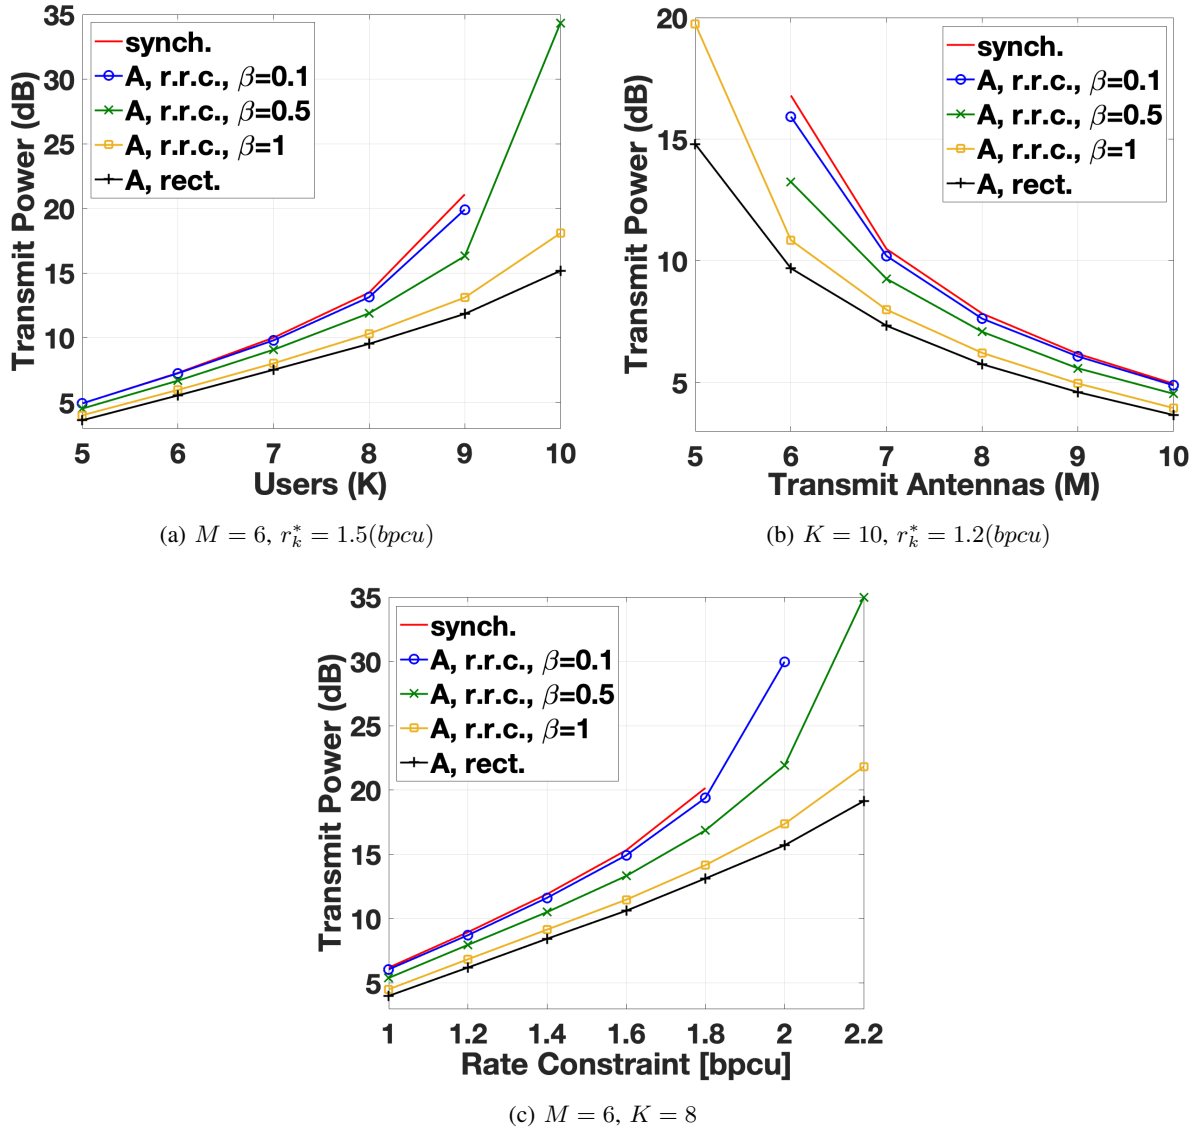 35
30
25
20
15
10
5
Transmit Power (dB)
synch.
A, r.r.c., β=0.1
A, r.r.c., β=0.5
A, r.r.c., β=1
A, rect.
5 6 7 8 9 10
Users (K)
(a) M = 6, r*k = 1.5(bpcu)
20
15
10
5
Transmit Power (dB)
synch.
A, r.r.c., β=0.1
A, r.r.c., β=0.5
A, r.r.c., β=1
A, rect.
5 6 7 8 9 10
Transmit Antennas (M)
(b) K = 10, r*k = 1.2(bpcu)
35
30
25
20
15
10
5
Transmit Power (dB)
synch.
A, r.r.c., β=0.1
A, r.r.c., β=0.5
A, r.r.c., β=1
A, rect.
1 1.2 1.4 1.6 1.8 2 2.2
Rate Constraint [bpcu]
(c) M = 6, K = 8